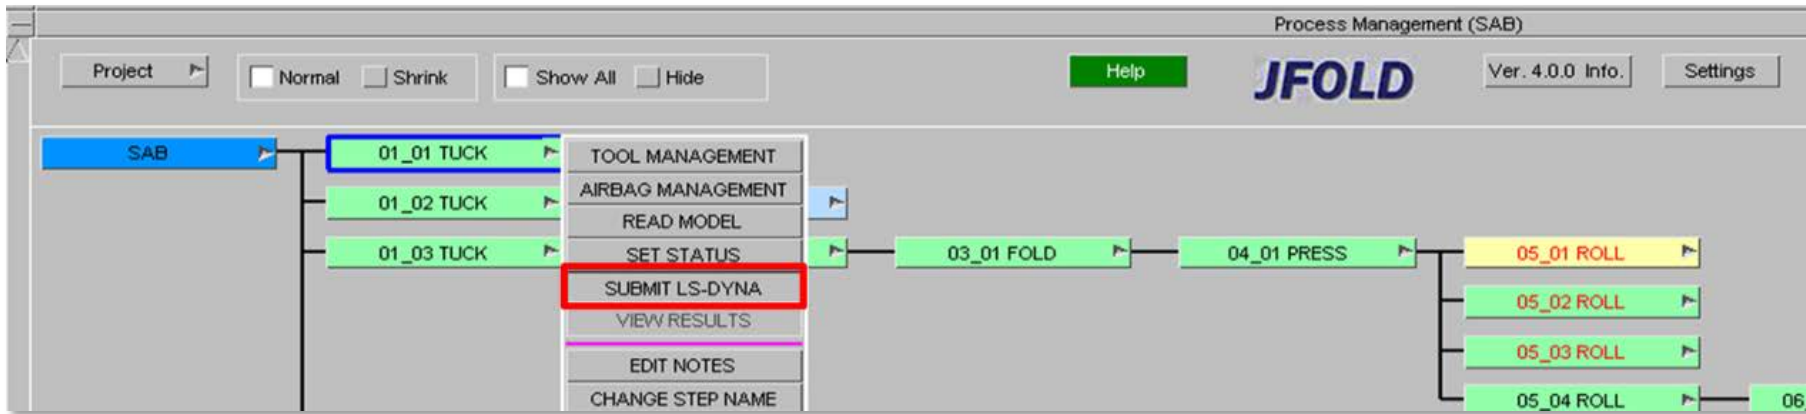 Process Management (SAB)
Project Normal Shrink Show All Hide Help JFOLD Ver. 4.0.0 Info. Settings
SAB 01_01 TUCK TOOL MANAGEMENT
AIRBAG MANAGEMENT
01_02 TUCK READ MODEL
01_03 TUCK SET STATUS 03_01 FOLD 04_01 PRESS 05_01 ROLL
SUBMIT LS-DYNA
05_02 ROLL
VIEW RESULTS
05_03 ROLL
EDIT NOTES
CHANGE STEP NAME 05_04 ROLL 06